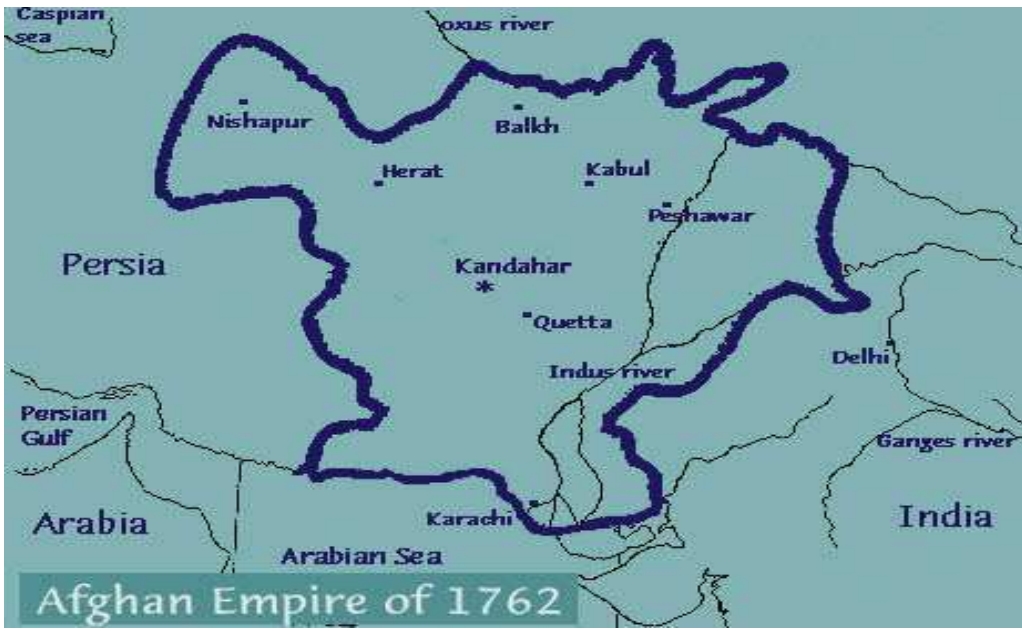 Caspian
sea
oxus river
Nishapur
Balkh
Herat
Kabul
Peshawar
Persia
Kandahar
*
Quetta
Indus river
Delhi
Persian
Gulf
Ganges river
Karachi
India
Arabia
Arabian Sea
Afghan Empire of 1762